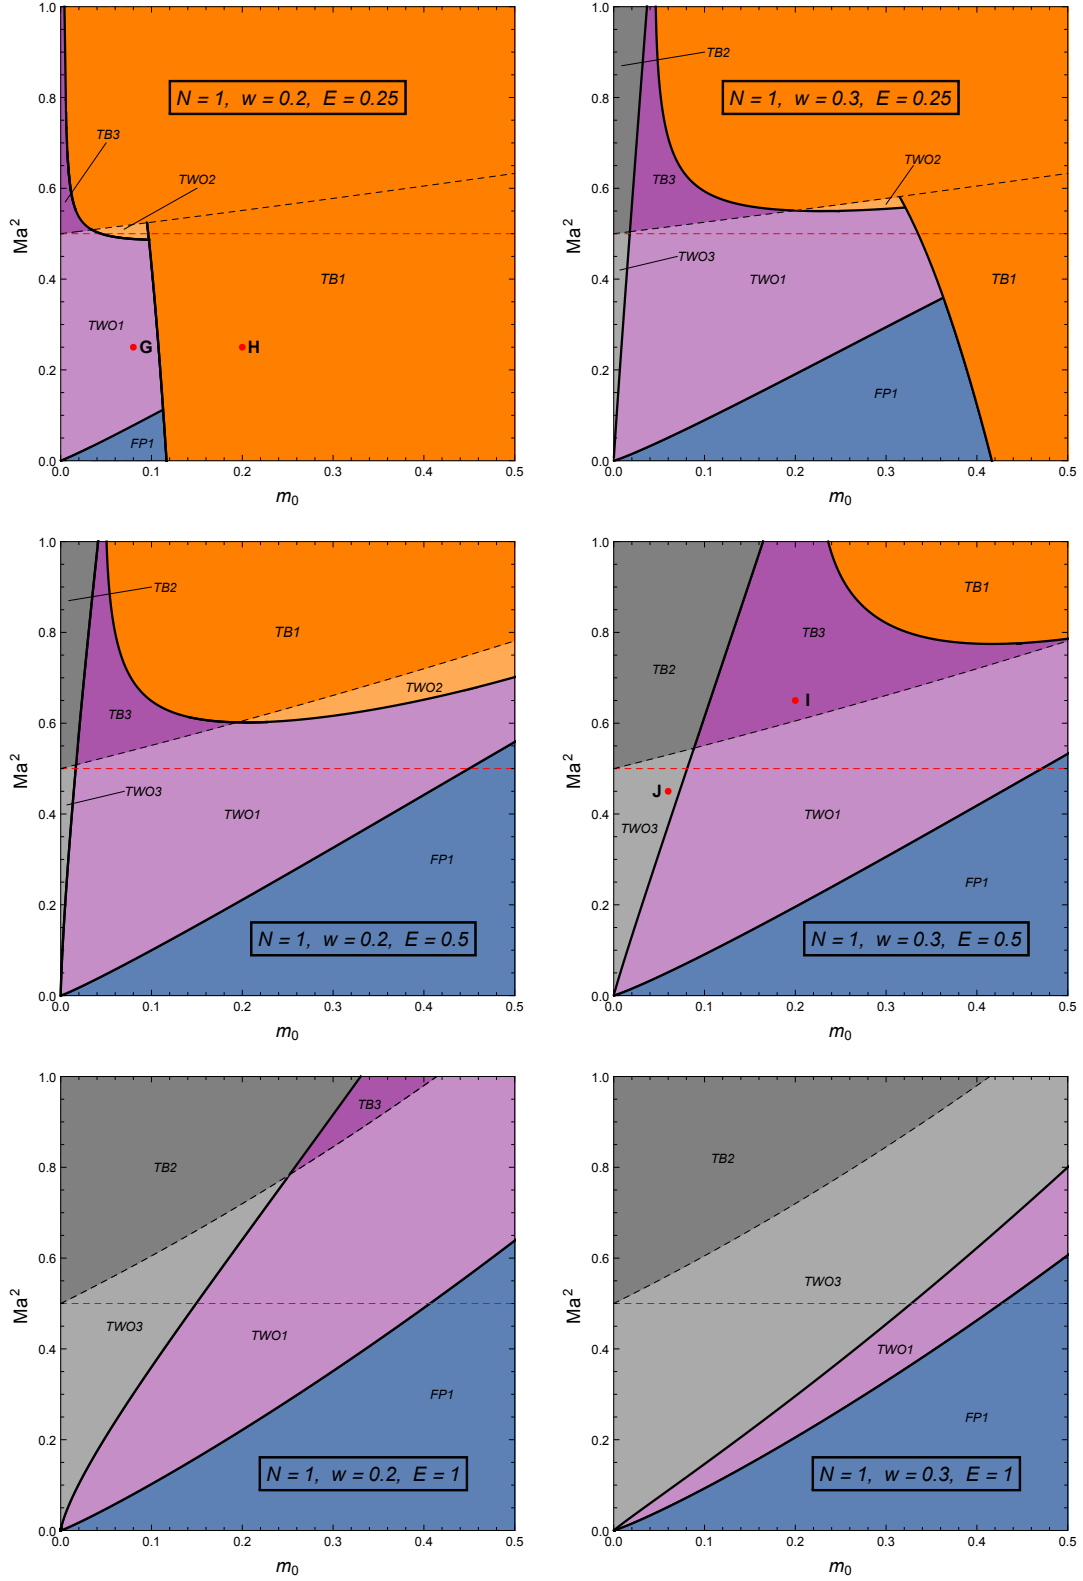 1.0
0.8
0.6
0.4
0.2
0.0
Ma²
N = 1, w = 0.2, E = 0.25
TB3
TWO2
TB1
TWO1
G
H
FP1
0.0 0.1 0.2 0.3 0.4 0.5
m₀
1.0
0.8
0.6
0.4
0.2
0.0
Ma²
TB2
N = 1, w = 0.3, E = 0.25
TWO2
TB3
TWO3
TWO1
TB1
FP1
0.0 0.1 0.2 0.3 0.4 0.5
m₀
1.0
0.8
0.6
0.4
0.2
0.0
Ma²
TB2
TB1
TWO2
TB3
TWO3
TWO1
FP1
N = 1, w = 0.2, E = 0.5
0.0 0.1 0.2 0.3 0.4 0.5
m₀
1.0
0.8
0.6
0.4
0.2
0.0
Ma²
TB1
TB3
TB2
I
J
TWO3
TWO1
FP1
N = 1, w = 0.3, E = 0.5
0.0 0.1 0.2 0.3 0.4 0.5
m₀
1.0
0.8
0.6
0.4
0.2
0.0
Ma²
TB3
TB2
TWO3
TWO1
FP1
N = 1, w = 0.2, E = 1
0.0 0.1 0.2 0.3 0.4 0.5
m₀
1.0
0.8
0.6
0.4
0.2
0.0
Ma²
TB2
TWO3
TWO1
FP1
N = 1, w = 0.3, E = 1
0.0 0.1 0.2 0.3 0.4 0.5
m₀